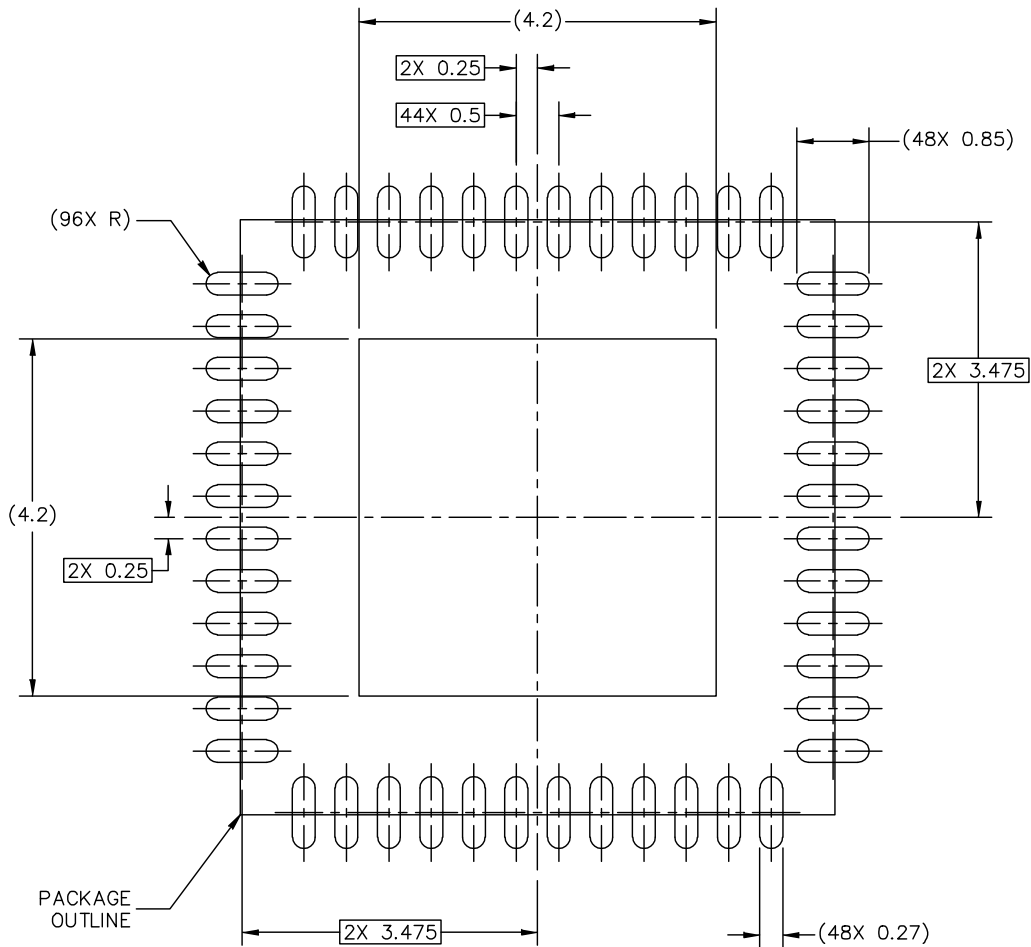 (4.2)
2X 0.25
44X 0.5
(48X 0.85)
(96X R)
2X 3.475
(4.2)
2X 0.25
PACKAGE
OUTLINE
2X 3.475
(48X 0.27)